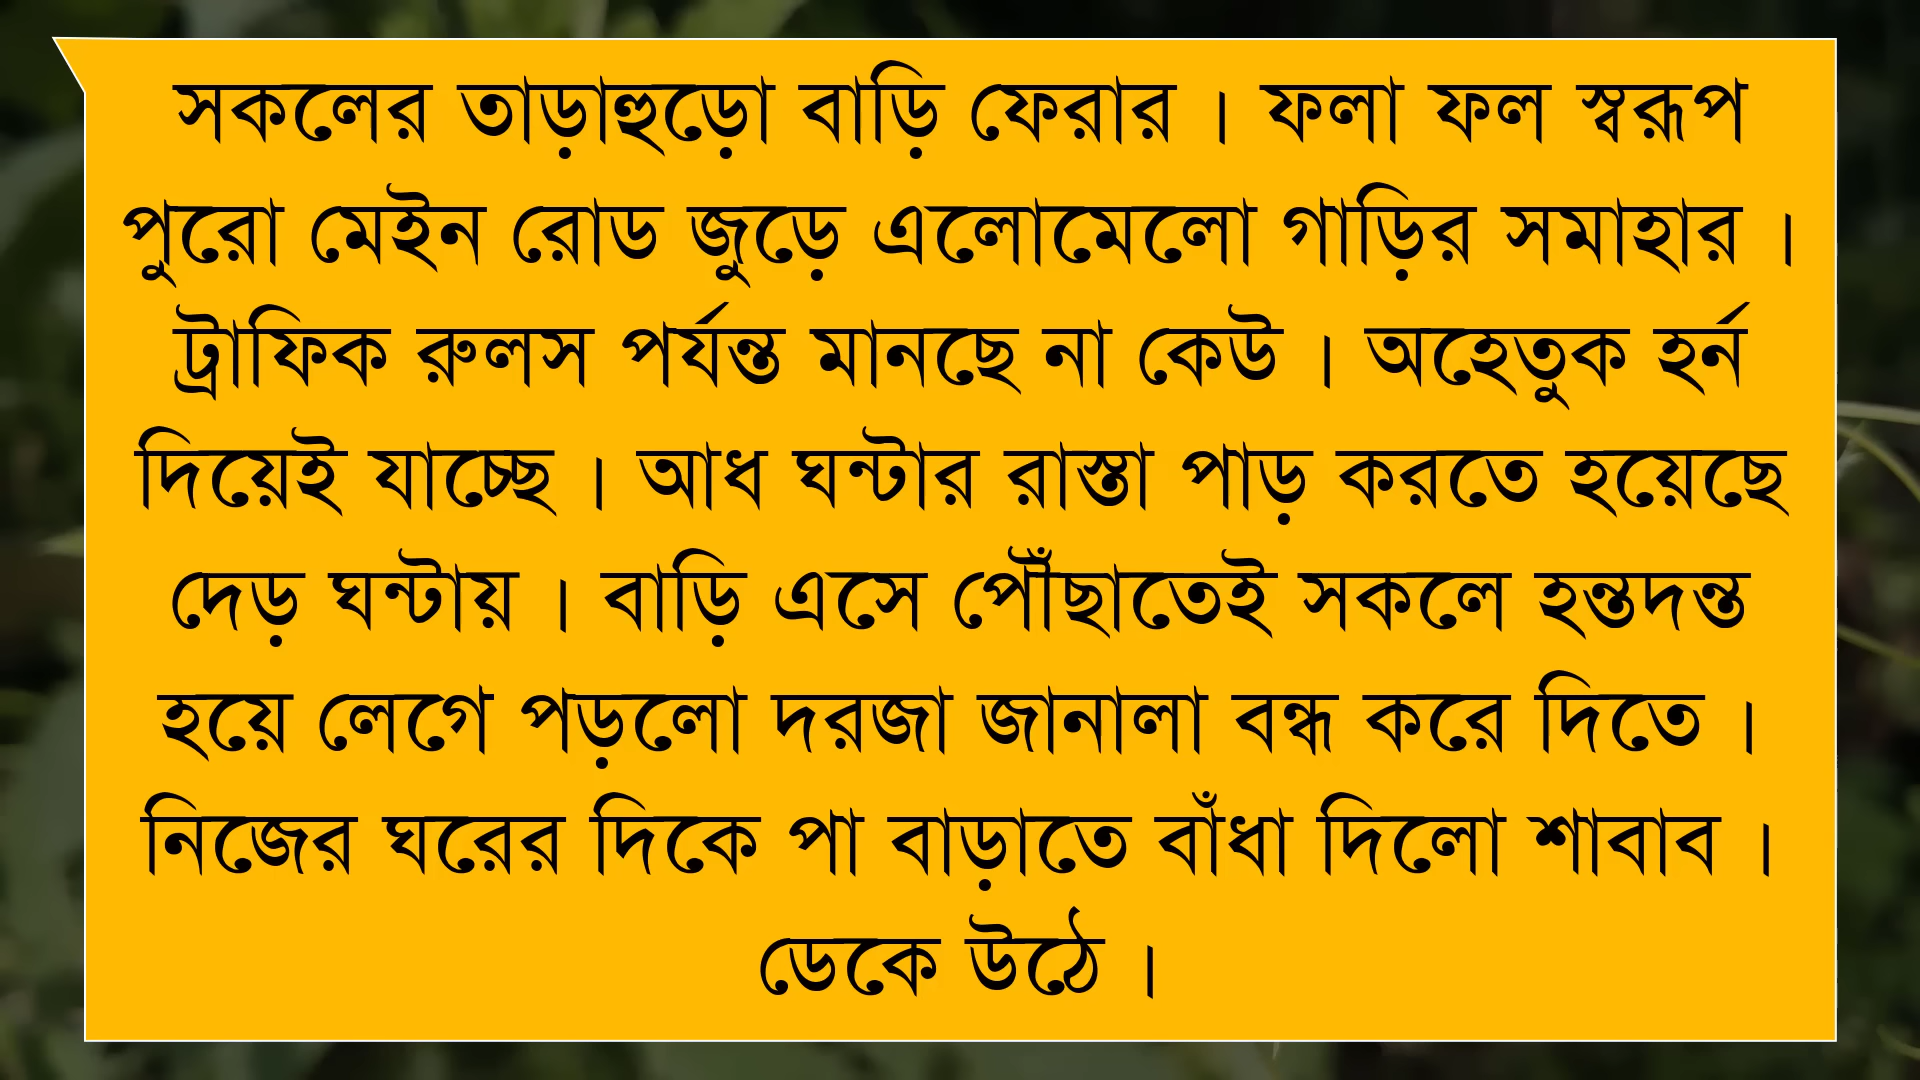 সকলের তাড়াহুড়ো বাড়ি ফেরার । ফলা ফল স্বরূপ
পুরো মেইন রোড জুড়ে এলোমেলো গাড়ির সমাহার ।
ট্রাফিক রুলস পর্যন্ত মানছে না কেউ । অহেতুক হর্ন
দিয়েই যাচ্ছে । আধ ঘন্টার রাস্তা পাড় করতে হয়েছে
দেড় ঘন্টায় । বাড়ি এসে পৌঁছাতেই সকলে হন্তদন্ত
হয়ে লেগে পড়লো দরজা জানালা বন্ধ করে দিতে ।
নিজের ঘরের দিকে পা বাড়াতে বাঁধা দিলো শাবাব ।
ডেকে উঠে ।